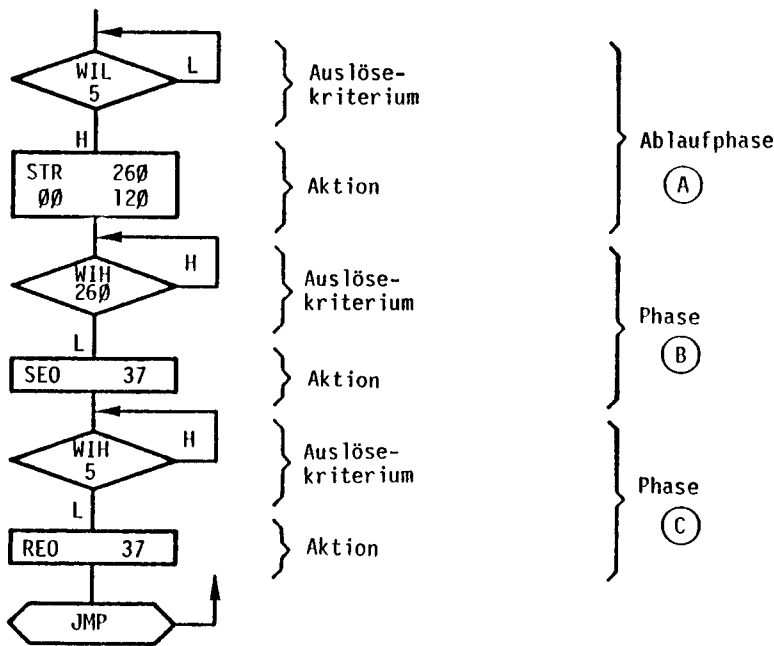 L
WIL
5
Auslöse-
kriterium
H
STR 26Ø
ØØ 12Ø
Aktion
Ablaufphase
A
H
WIH
26Ø
Auslöse-
kriterium
L
SEO 37
Aktion
Phase
B
H
WIH
5
Auslöse-
kriterium
L
REO 37
Aktion
Phase
C
JMP